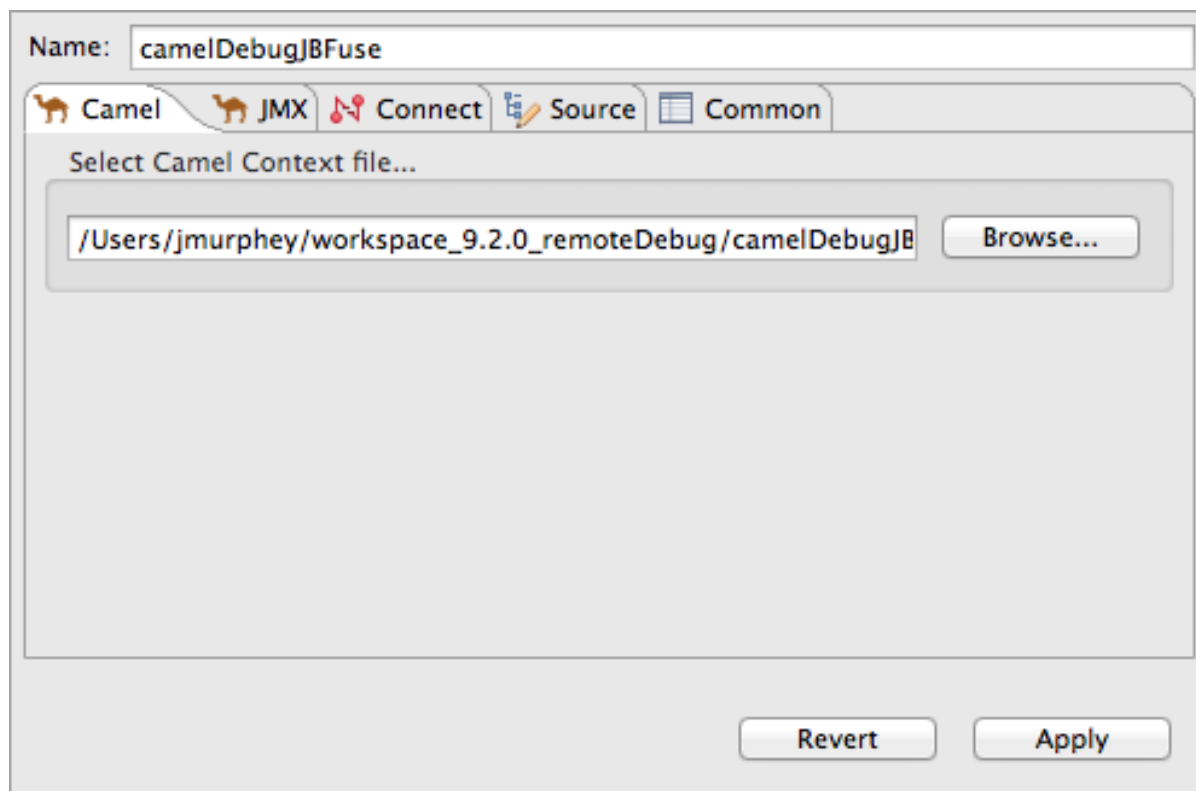 Name: camelDebugJBFuse
Camel JMX Connect Source Common
Select Camel Context file...
/Users/jmurphey/workspace_9.2.0_remoteDebug/camelDebugJB Browse...
Revert Apply